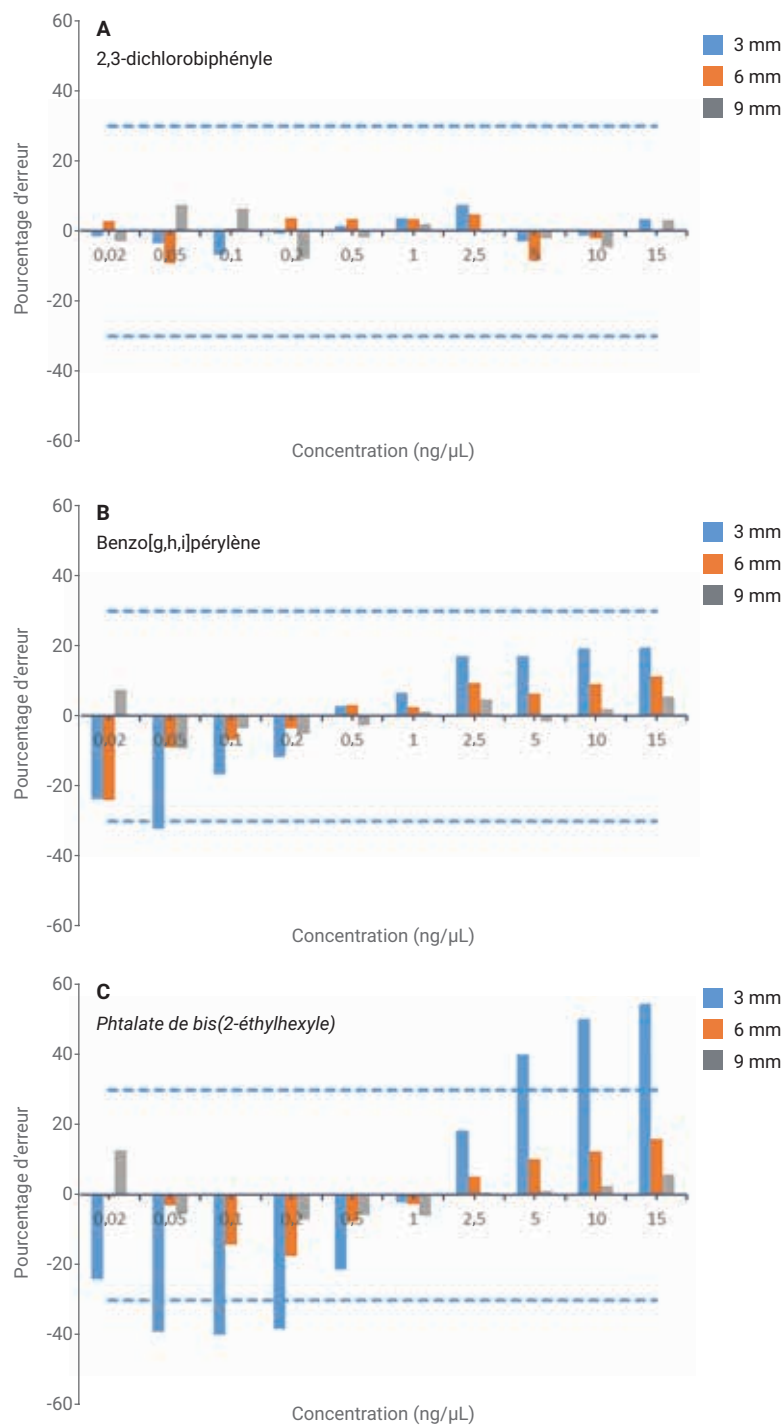 A
2,3-dichlorobiphényle
3 mm
6 mm
9 mm
Pourcentage d'erreur
60
40
20
0
-20
-40
-60
0,02 0,05 0,1 0,2 0,5 1 2,5 5 10 15
Concentration (ng/µL)
B
Benzo[g,h,i]pérylène
3 mm
6 mm
9 mm
Pourcentage d'erreur
60
40
20
0
-20
-40
-60
0,02 0,05 0,1 0,2 0,5 1 2,5 5 10 15
Concentration (ng/µL)
C
Phtalate de bis(2-éthylhexyle)
3 mm
6 mm
9 mm
Pourcentage d'erreur
60
40
20
0
-20
-40
-60
0,02 0,05 0,1 0,2 0,5 1 2,5 5 10 15
Concentration (ng/µL)